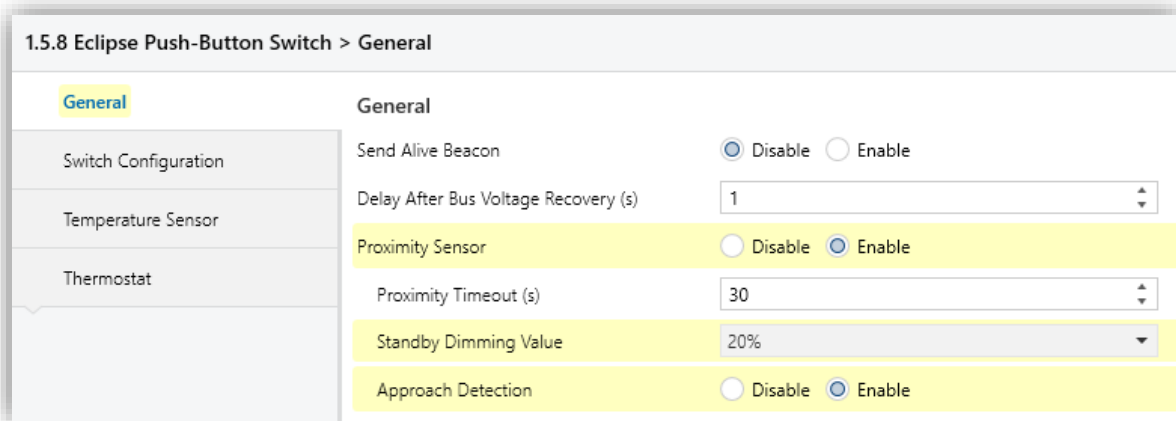 1.5.8 Eclipse Push-Button Switch > General
General
Switch Configuration
Temperature Sensor
Thermostat
General
Send Alive Beacon Disable Enable
Delay After Bus Voltage Recovery (s) 1
Proximity Sensor Disable Enable
Proximity Timeout (s) 30
Standby Dimming Value 20%
Approach Detection Disable Enable